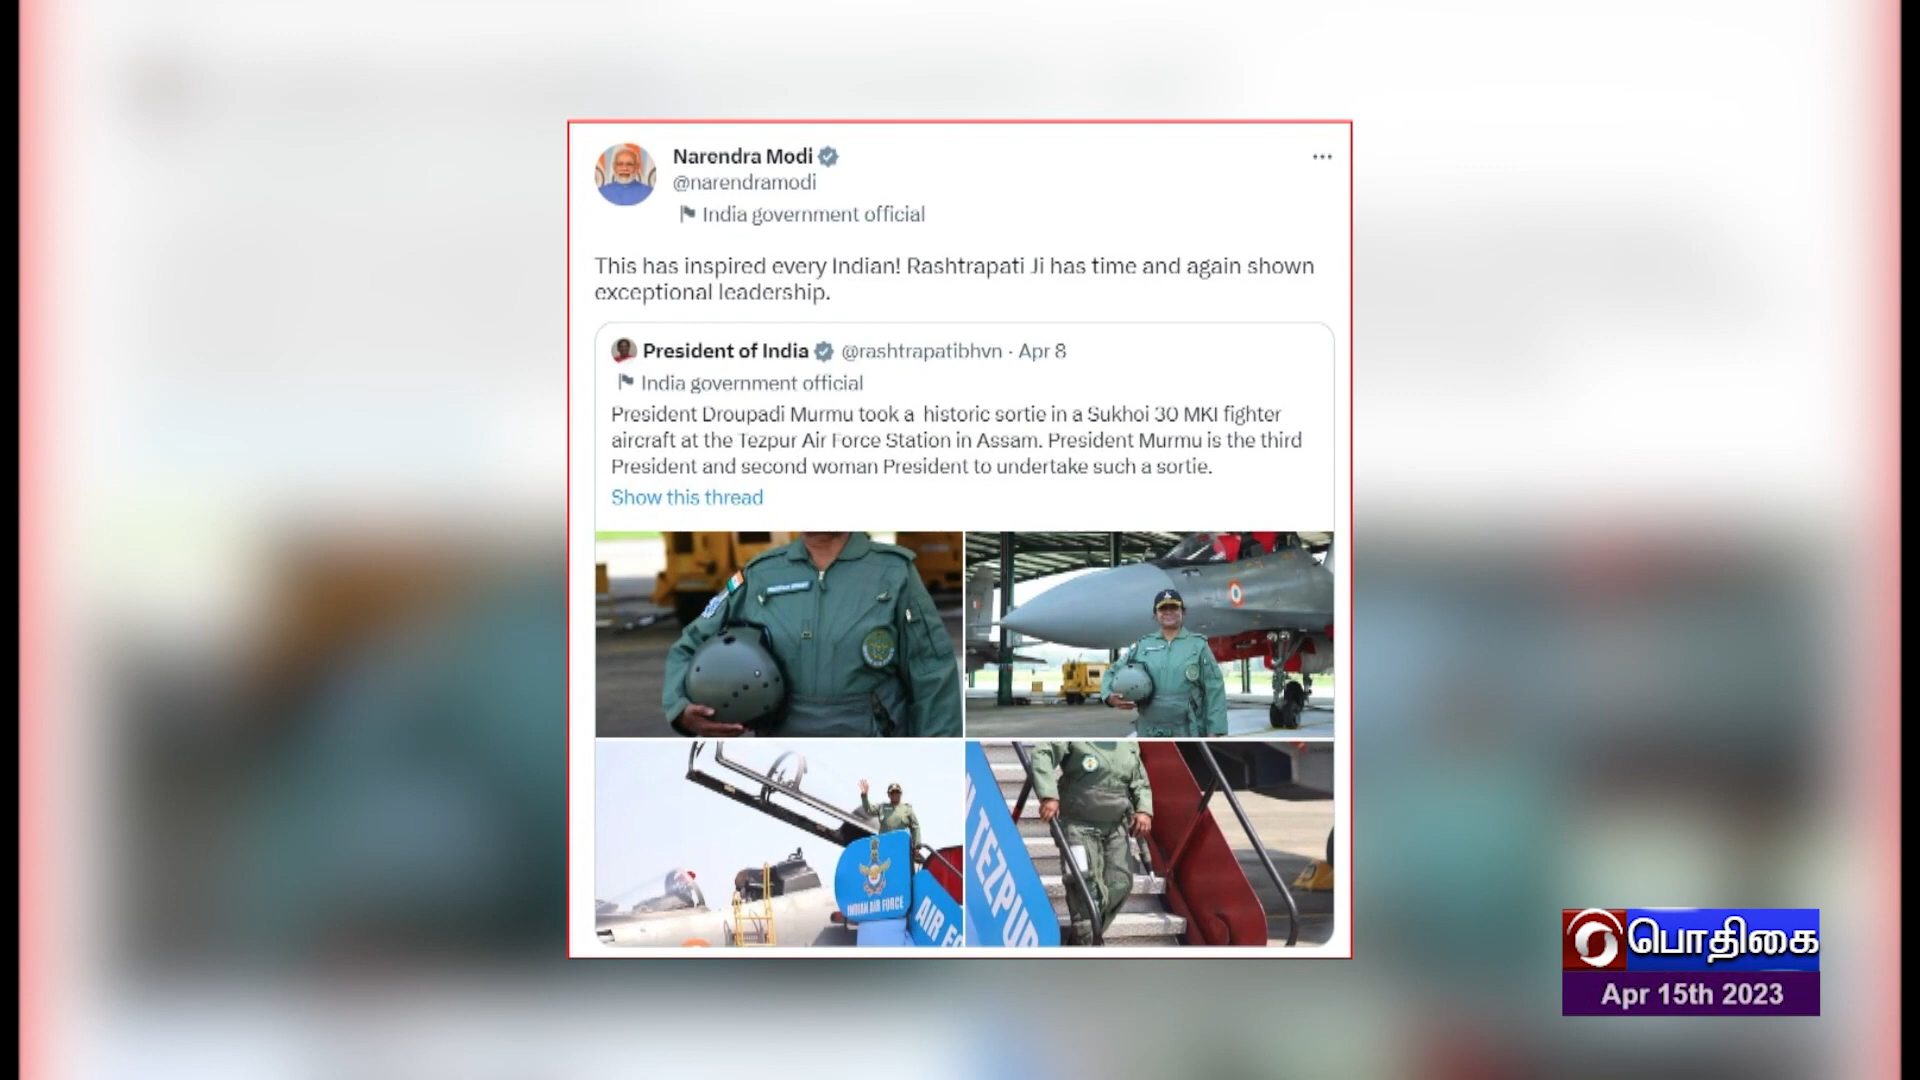 Narendra Modi
@narendramodi
India government official
This has inspired every Indian! Rashtrapati Ji has time and again shown
exceptional leadership.
President of India @rashtrapatibhvn · Apr 8
India government official
President Droupadi Murmu took a historic sortie in a Sukhoi 30 MKI fighter
aircraft at the Tezpur Air Force Station in Assam. President Murmu is the third
President and second woman President to undertake such a sortie.
Show this thread
INDIAN AIR FORCE
AIR FO
TEZPUR
பொதிகை
Apr 15th 2023